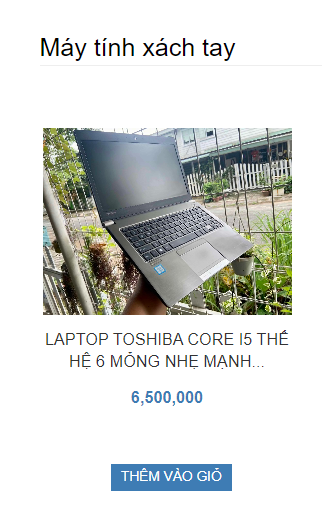 Máy tính xách tay
LAPTOP TOSHIBA CORE I5 THẾ
HỆ 6 MỎNG NHẸ MẠNH...
6,500,000
THÊM VÀO GIỎ